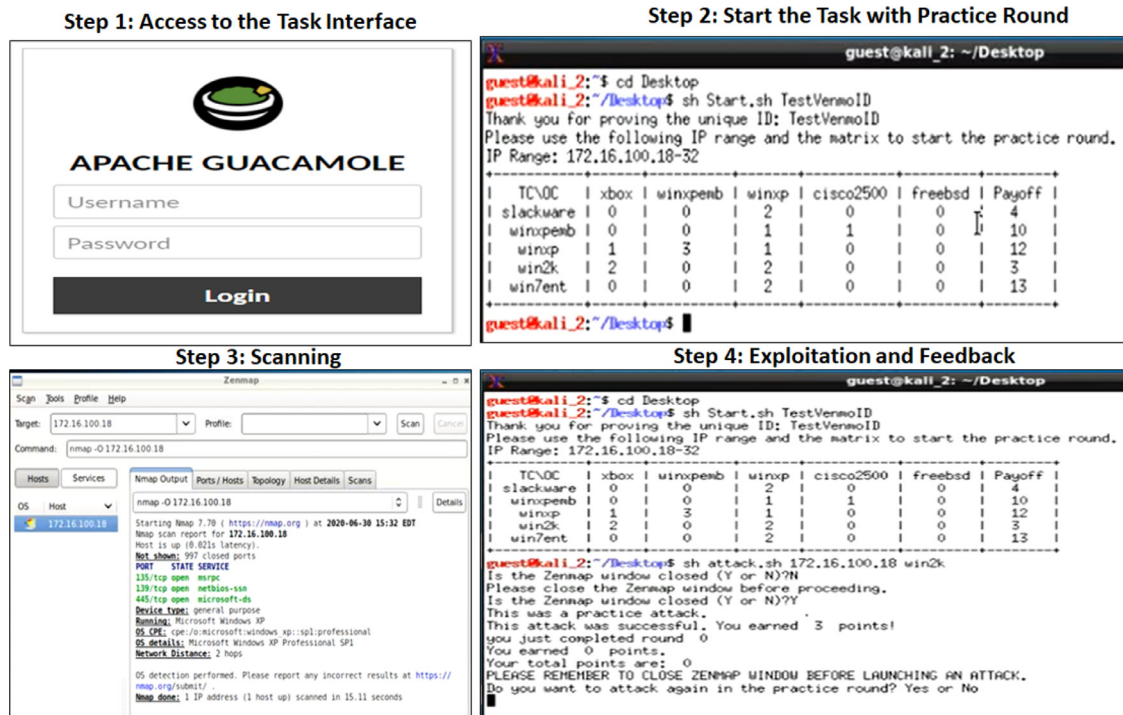 Step 1: Access to the Task Interface
APACHE GUACAMOLE
Username
Password
Login
Step 2: Start the Task with Practice Round
guest@kali_2: ~/Desktop
guest@kali_2:~$ cd Desktop
guest@kali_2:~/Desktop$ sh Start.sh TestVenmoID
Thank you for proving the unique ID: TestVenmoID
Please use the following IP range and the matrix to start the practice round.
IP Range: 172.16.100.18-32
| TC\OC | xbox | winxpemb | winxp | cisco2500 | freebsd | Payoff |
| slackware | 0 | 0 | 2 | 0 | 0 | 4 |
| winxpemb | 0 | 0 | 1 | 1 | 0 | 10 |
| winxp | 1 | 3 | 1 | 0 | 0 | 12 |
| win2k | 2 | 0 | 2 | 0 | 0 | 3 |
| win7ent | 0 | 0 | 2 | 0 | 0 | 13 |
guest@kali_2:~/Desktop$
Step 3: Scanning
Zenmap
Scan Tools Profile Help
Target: 172.16.100.18 Profile: Scan Cancel
Command: nmap -O 172.16.100.18
Hosts Services
Nmap Output Ports / Hosts Topology Host Details Scans
OS Host
172.16.100.18
nmap -O 172.16.100.18 Details
Starting Nmap 7.70 ( https://nmap.org ) at 2020-06-30 15:32 EDT
Nmap scan report for 172.16.100.18
Host is up (0.021s latency).
Not shown: 997 closed ports
PORT STATE SERVICE
135/tcp open msrpc
139/tcp open netbios-ssn
445/tcp open microsoft-ds
Device type: general purpose
Running: Microsoft Windows XP
OS CPE: cpe:/o:microsoft:windows_xp::sp1:professional
OS details: Microsoft Windows XP Professional SP1
Network Distance: 2 hops
OS detection performed. Please report any incorrect results at https://
nmap.org/submit/ .
Nmap done: 1 IP address (1 host up) scanned in 15.11 seconds
Step 4: Exploitation and Feedback
guest@kali_2: ~/Desktop
guest@kali_2:~$ cd Desktop
guest@kali_2:~/Desktop$ sh Start.sh TestVenmoID
Thank you for proving the unique ID: TestVenmoID
Please use the following IP range and the matrix to start the practice round.
IP Range: 172.16.100.18-32
| TC\OC | xbox | winxpemb | winxp | cisco2500 | freebsd | Payoff |
| slackware | 0 | 0 | 2 | 0 | 0 | 4 |
| winxpemb | 0 | 0 | 1 | 1 | 0 | 10 |
| winxp | 1 | 3 | 1 | 0 | 0 | 12 |
| win2k | 2 | 0 | 2 | 0 | 0 | 3 |
| win7ent | 0 | 0 | 2 | 0 | 0 | 13 |
guest@kali_2:~/Desktop$ sh attack.sh 172.16.100.18 win2k
Is the Zenmap window closed (Y or N)?N
Please close the Zenmap window before proceeding.
Is the Zenmap window closed (Y or N)?Y
This was a practice attack.
This attack was successful. You earned 3 points!
you just completed round 0
You earned 0 points.
Your total points are: 0
PLEASE REMEMBER TO CLOSE ZENMAP WINDOW BEFORE LAUNCHING AN ATTACK.
Do you want to attack again in the practice round? Yes or No